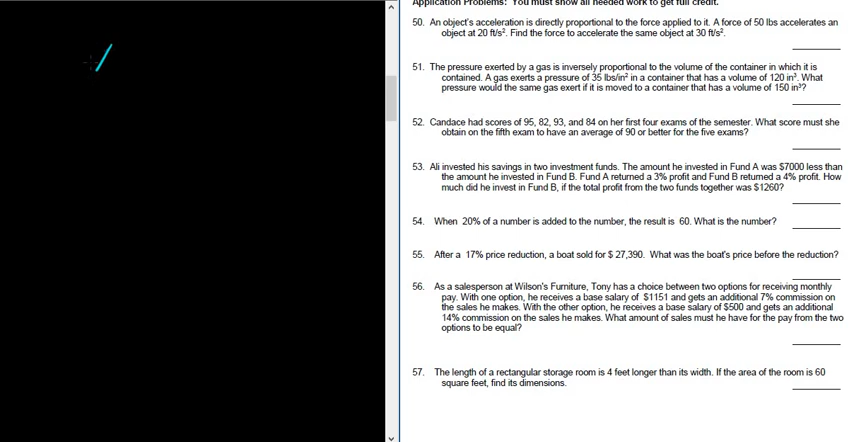 Application Problems: You must show all needed work to get full credit.
50. An object's acceleration is directly proportional to the force applied to it. A force of 50 lbs accelerates an
object at 20 ft/s². Find the force to accelerate the same object at 30 ft/s².
51. The pressure exerted by a gas is inversely proportional to the volume of the container in which it is
contained. A gas exerts a pressure of 35 lbs/in² in a container that has a volume of 120 in³. What
pressure would the same gas exert if it is moved to a container that has a volume of 150 in³?
52. Candace had scores of 95, 82, 93, and 84 on her first four exams of the semester. What score must she
obtain on the fifth exam to have an average of 90 or better for the five exams?
53. Ali invested his savings in two investment funds. The amount he invested in Fund A was $7000 less than
the amount he invested in Fund B. Fund A returned a 3% profit and Fund B returned a 4% profit. How
much did he invest in Fund B, if the total profit from the two funds together was $1260?
54. When 20% of a number is added to the number, the result is 60. What is the number?
55. After a 17% price reduction, a boat sold for $ 27,390. What was the boat's price before the reduction?
56. As a salesperson at Wilson's Furniture, Tony has a choice between two options for receiving monthly
pay. With one option, he receives a base salary of $1151 and gets an additional 7% commission on
the sales he makes. With the other option, he receives a base salary of $500 and gets an additional
14% commission on the sales he makes. What amount of sales must he have for the pay from the two
options to be equal?
57. The length of a rectangular storage room is 4 feet longer than its width. If the area of the room is 60
square feet, find its dimensions.